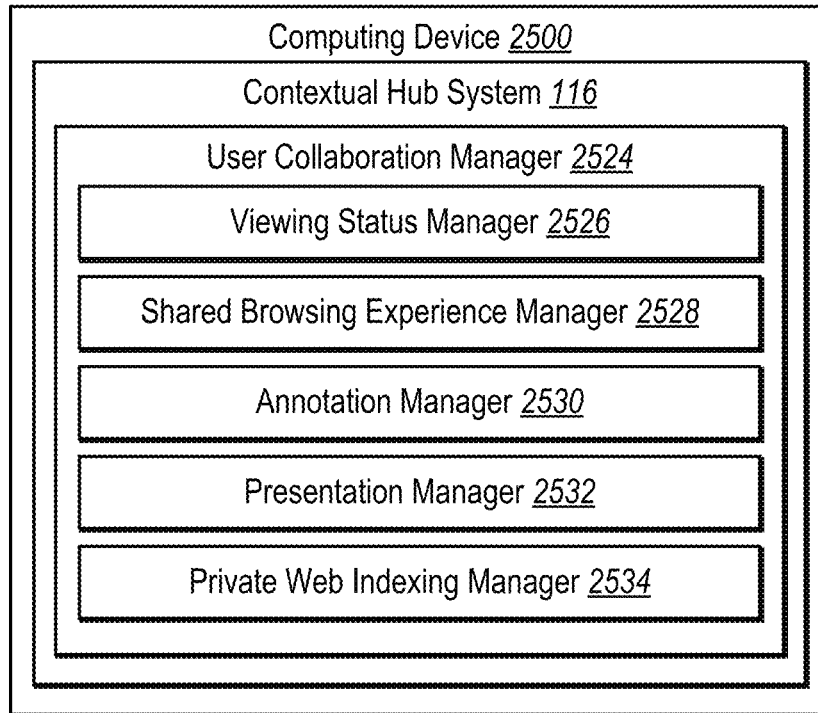 Computing Device 2500
Contextual Hub System 116
User Collaboration Manager 2524
Viewing Status Manager 2526
Shared Browsing Experience Manager 2528
Annotation Manager 2530
Presentation Manager 2532
Private Web Indexing Manager 2534